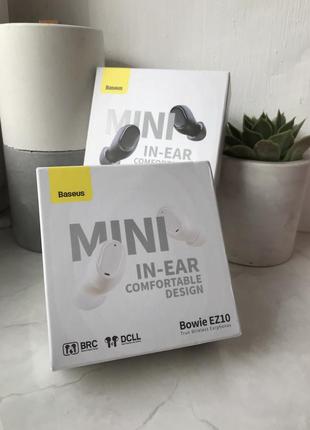 Baseus
MINI
IN-EAR
COMFORTABLE
Baseus
MINI
IN-EAR
COMFORTABLE
DESIGN
BRC
DCLL
Bowie EZ10
True Wireless Earphones